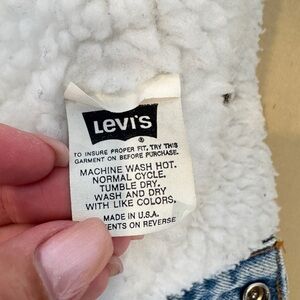 Levi's
®
TO INSURE PROPER FIT, TRY THIS
GARMENT ON BEFORE PURCHASE.
MACHINE WASH HOT.
NORMAL CYCLE.
TUMBLE DRY.
WASH AND DRY
WITH LIKE COLORS.
MADE IN U.S.A.
ENTS ON REVERSE